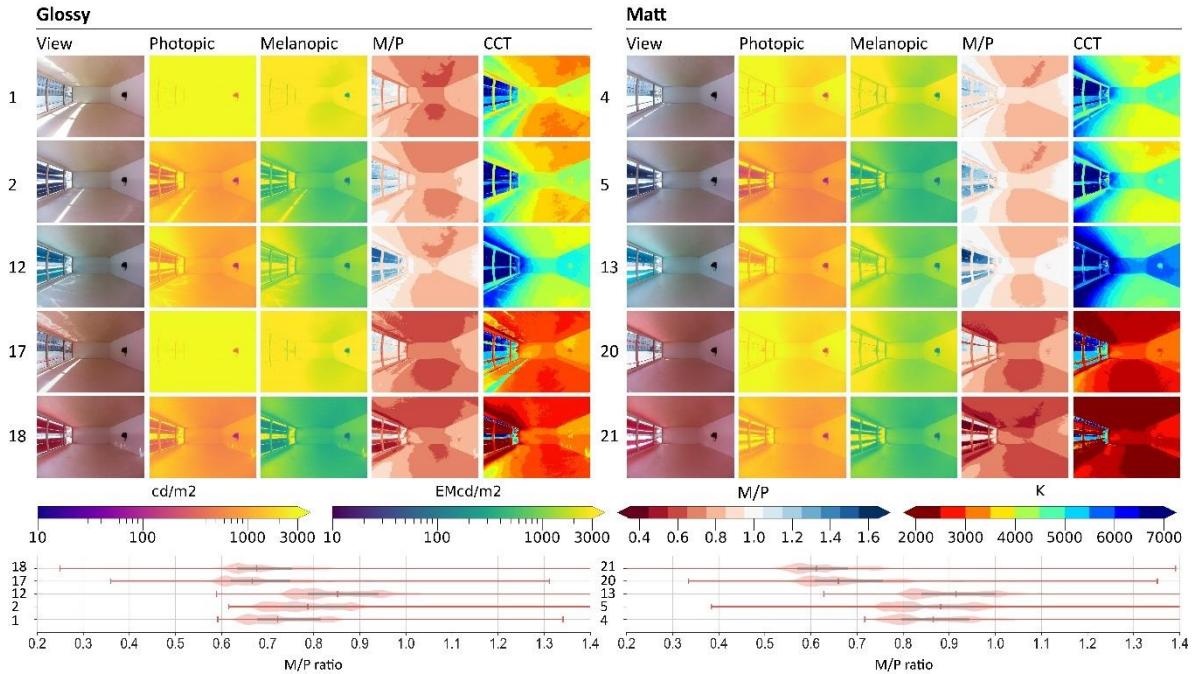 Glossy Matt
View Photopic Melanopic M/P CCT View Photopic Melanopic M/P CCT
1 4
2 5
12 13
17 20
18 21
cd/m2 EMcd/m2 M/P K
10 100 1000 3000 10 100 1000 3000 0.4 0.6 0.8 1.0 1.2 1.4 1.6 2000 3000 4000 5000 6000 7000
18 21
17 20
12 13
2 5
1 4
0.2 0.3 0.4 0.5 0.6 0.7 0.8 0.9 1.0 1.1 1.2 1.3 1.4 0.2 0.3 0.4 0.5 0.6 0.7 0.8 0.9 1.0 1.1 1.2 1.3 1.4
M/P ratio M/P ratio